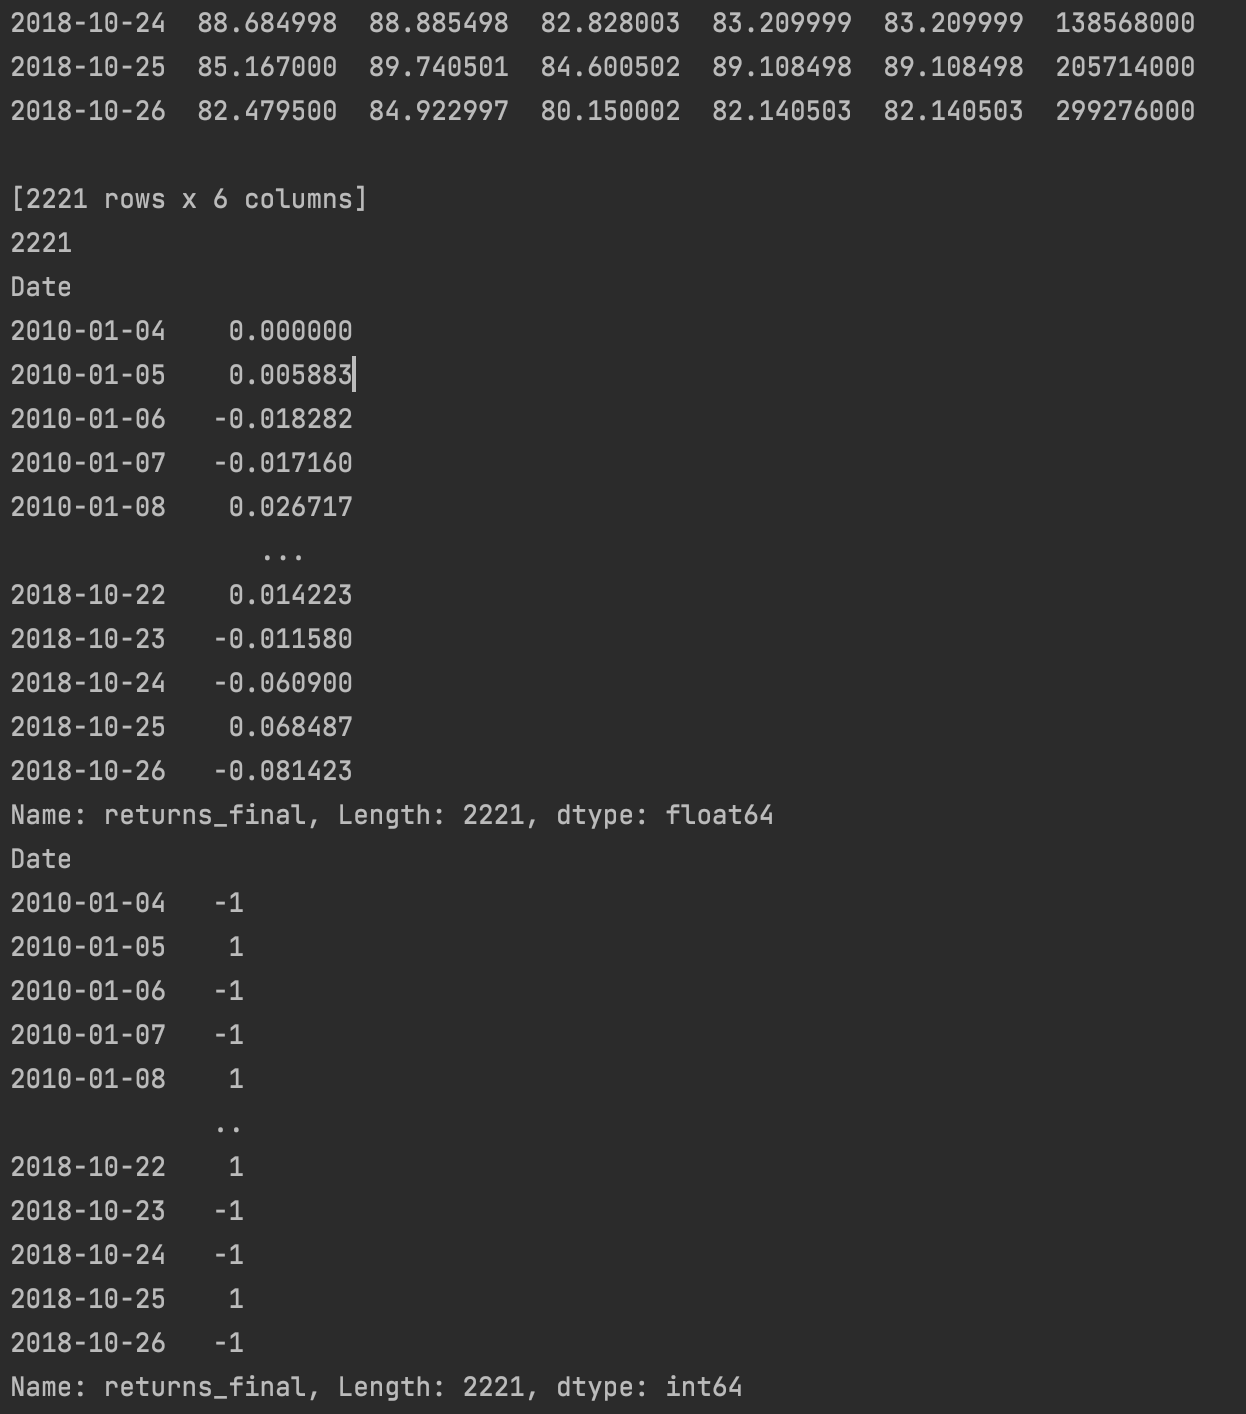 2018-10-24  88.684998  88.885498  82.828003  83.209999  83.209999  138568000
2018-10-25  85.167000  89.740501  84.600502  89.108498  89.108498  205714000
2018-10-26  82.479500  84.922997  80.150002  82.140503  82.140503  299276000
[2221 rows x 6 columns]
2221
Date
2010-01-04    0.000000
2010-01-05    0.005883
2010-01-06   -0.018282
2010-01-07   -0.017160
2010-01-08    0.026717
...
2018-10-22    0.014223
2018-10-23   -0.011580
2018-10-24   -0.060900
2018-10-25    0.068487
2018-10-26   -0.081423
Name: returns_final, Length: 2221, dtype: float64
Date
2010-01-04   -1
2010-01-05    1
2010-01-06   -1
2010-01-07   -1
2010-01-08    1
..
2018-10-22    1
2018-10-23   -1
2018-10-24   -1
2018-10-25    1
2018-10-26   -1
Name: returns_final, Length: 2221, dtype: int64